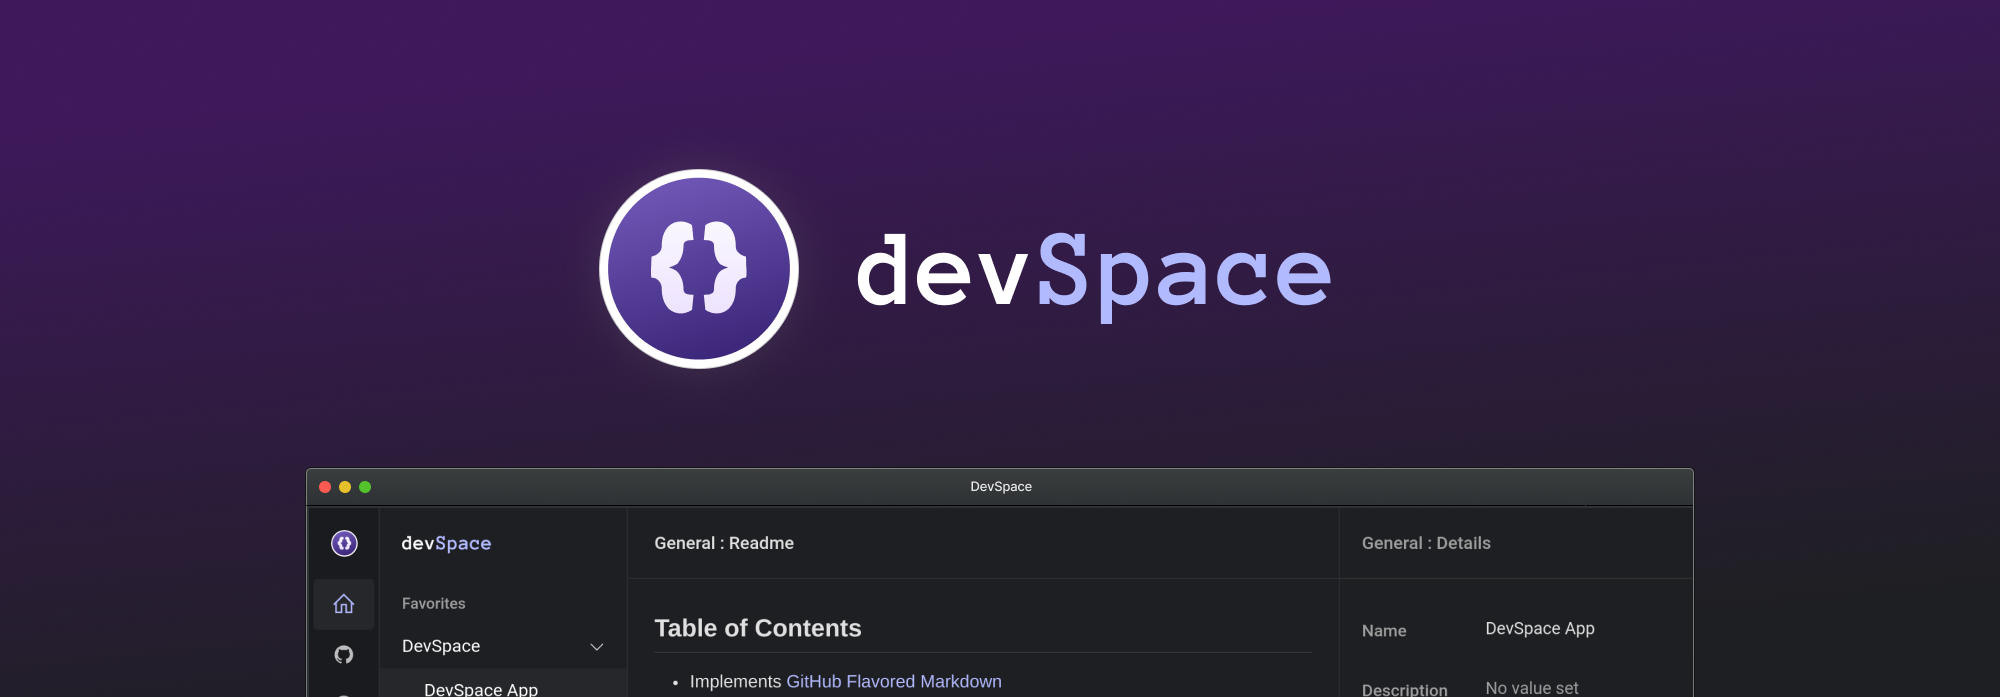 {}
devSpace
DevSpace
{}
devSpace
General : Readme
General : Details
Favorites
DevSpace
DevSpace App
Table of Contents
Implements GitHub Flavored Markdown
Name DevSpace App
Description No value set